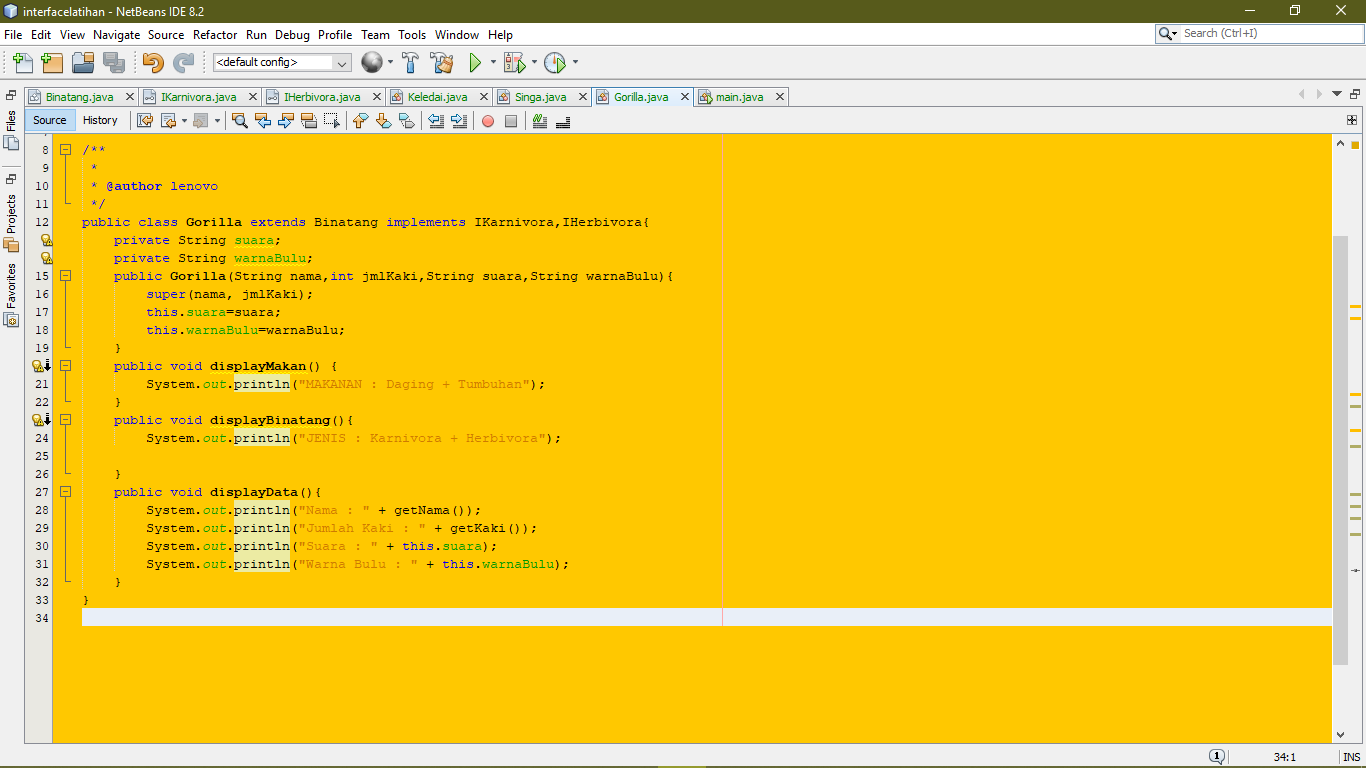 interfacelatihan - NetBeans IDE 8.2
File Edit View Navigate Source Refactor Run Debug Profile Team Tools Window Help
Search (Ctrl+I)
<default config>
Binatang.java IKarnivora.java IHerbivora.java Keledai.java Singa.java Gorilla.java main.java
Source History
Files
Projects
Favorites
8 /**
9 *
10 * @author lenovo
11 */
12 public class Gorilla extends Binatang implements IKarnivora,IHerbivora{
private String suara;
private String warnaBulu;
15 public Gorilla(String nama,int jmlKaki,String suara,String warnaBulu){
16 super(nama, jmlKaki);
17 this.suara=suara;
18 this.warnaBulu=warnaBulu;
19 }
public void displayMakan() {
21 System.out.println("MAKANAN : Daging + Tumbuhan");
22 }
public void displayBinatang(){
24 System.out.println("JENIS : Karnivora + Herbivora");
25
26 }
27 public void displayData(){
28 System.out.println("Nama : " + getNama());
29 System.out.println("Jumlah Kaki : " + getKaki());
30 System.out.println("Suara : " + this.suara);
31 System.out.println("Warna Bulu : " + this.warnaBulu);
32 }
33 }
34
1 34:1 INS